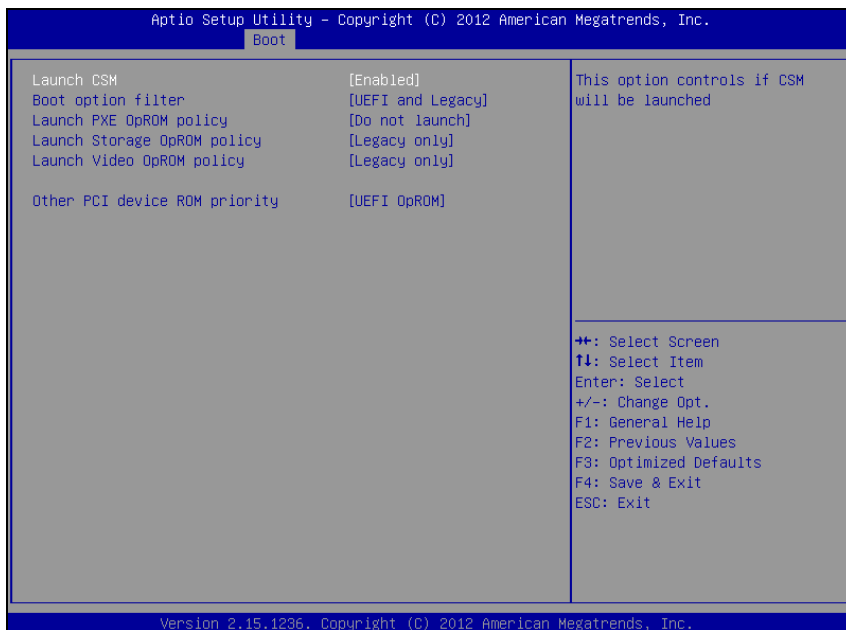 Aptio Setup Utility – Copyright (C) 2012 American Megatrends, Inc.
Boot
Launch CSM [Enabled]
Boot option filter [UEFI and Legacy]
Launch PXE OpROM policy [Do not launch]
Launch Storage OpROM policy [Legacy only]
Launch Video OpROM policy [Legacy only]
Other PCI device ROM priority [UEFI OpROM]
This option controls if CSM
will be launched
→←: Select Screen
↑↓: Select Item
Enter: Select
+/-: Change Opt.
F1: General Help
F2: Previous Values
F3: Optimized Defaults
F4: Save & Exit
ESC: Exit
Version 2.15.1236. Copyright (C) 2012 American Megatrends, Inc.